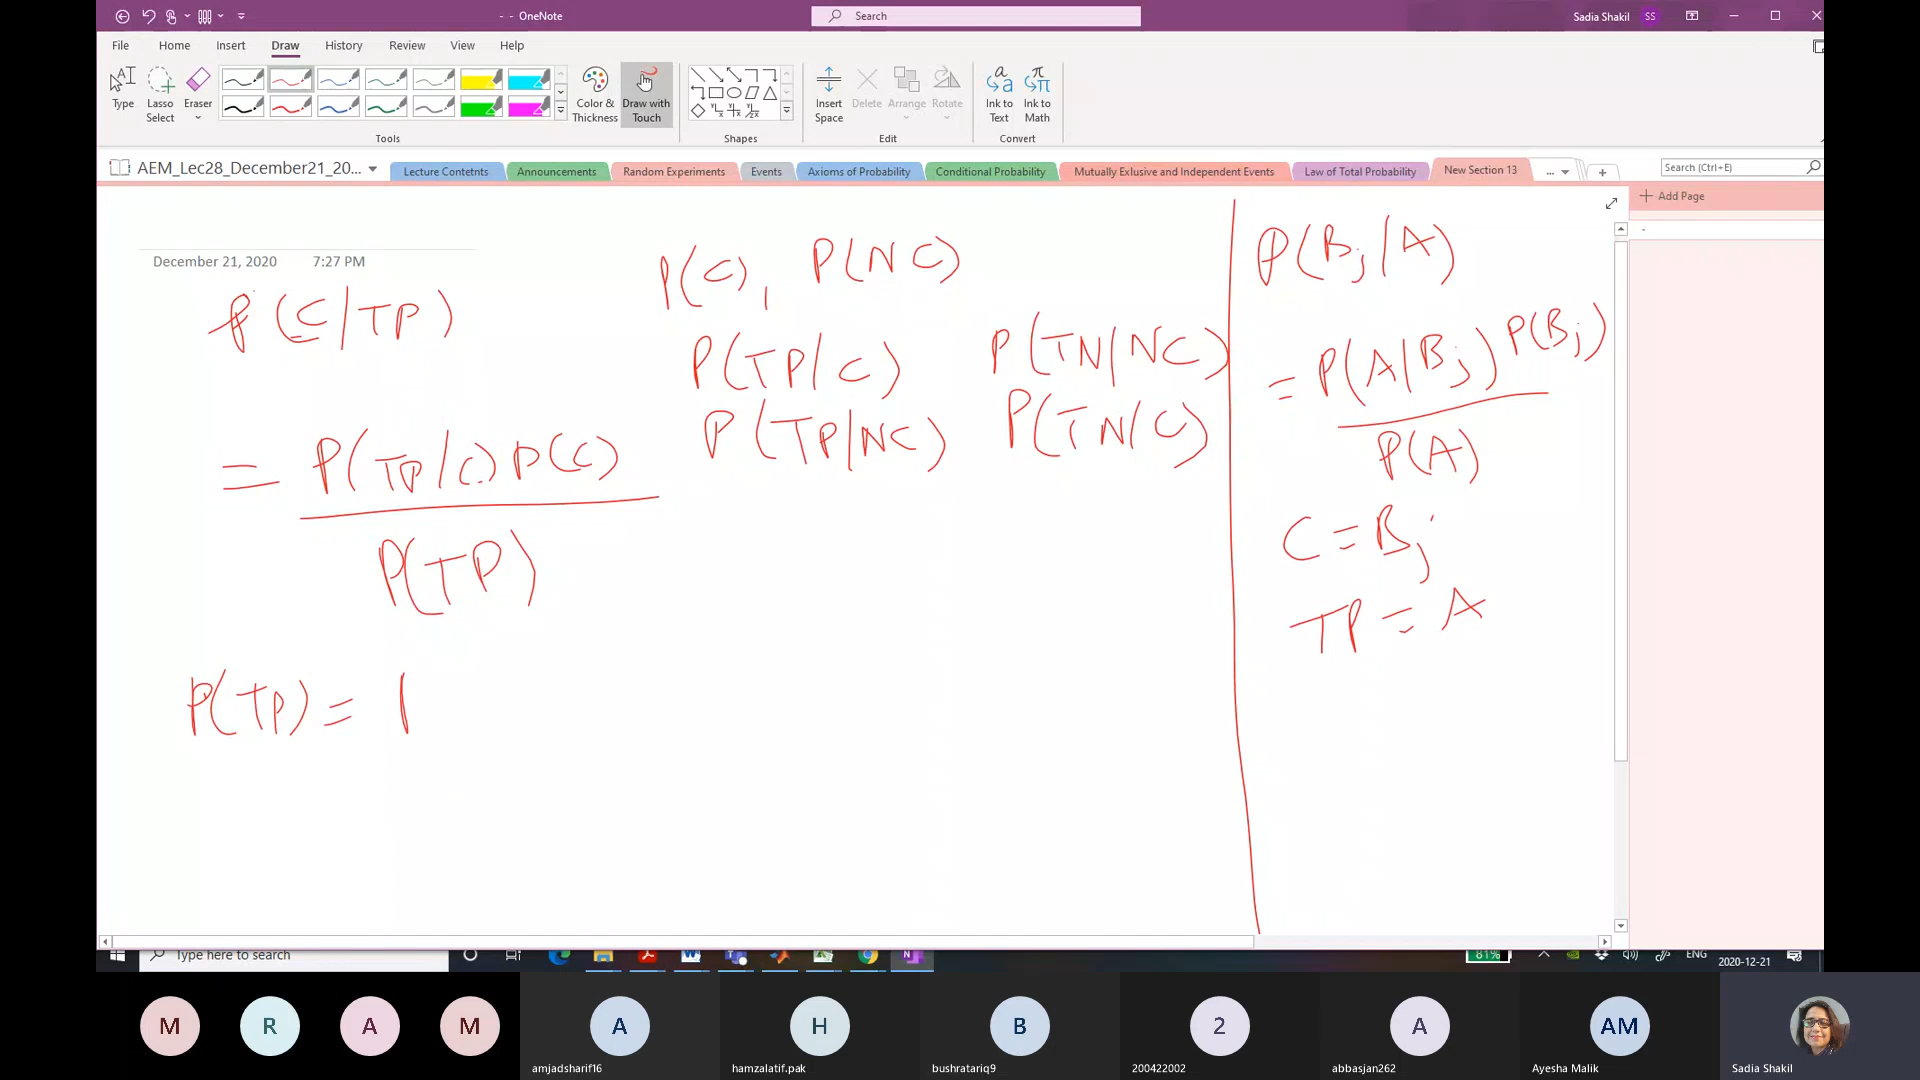 - - OneNote
Search
Sadia Shakil SS
File Home Insert Draw History Review View Help
Type
Lasso Select
Eraser
Color & Thickness
Draw with Touch
Insert Space
Delete
Arrange
Rotate
Ink to Text
Ink to Math
Tools
Shapes
Edit
Convert
AEM_Lec28_December21_20...
Lecture Contetnts
Announcements
Random Experiments
Events
Axioms of Probability
Conditional Probability
Mutually Exlusive and Independent Events
Law of Total Probability
New Section 13
...
Search (Ctrl+E)
Add Page
December 21, 2020 7:27 PM
P(C|TP)
= P(TP|C) P(C)
P(TP)
P(TP) =
P(C), P(NC)
P(TP|C) P(TN|NC)
P(TP|NC) P(TN|C)
P(Bj|A)
= P(A|Bj) P(Bj)
P(A)
C = Bj
TP = A
Type here to search
81%
ENG
2020-12-21
M
R
A
M
A
amjadsharif16
H
hamzalatif.pak
B
bushratariq9
2
200422002
A
abbasjan262
AM
Ayesha Malik
Sadia Shakil